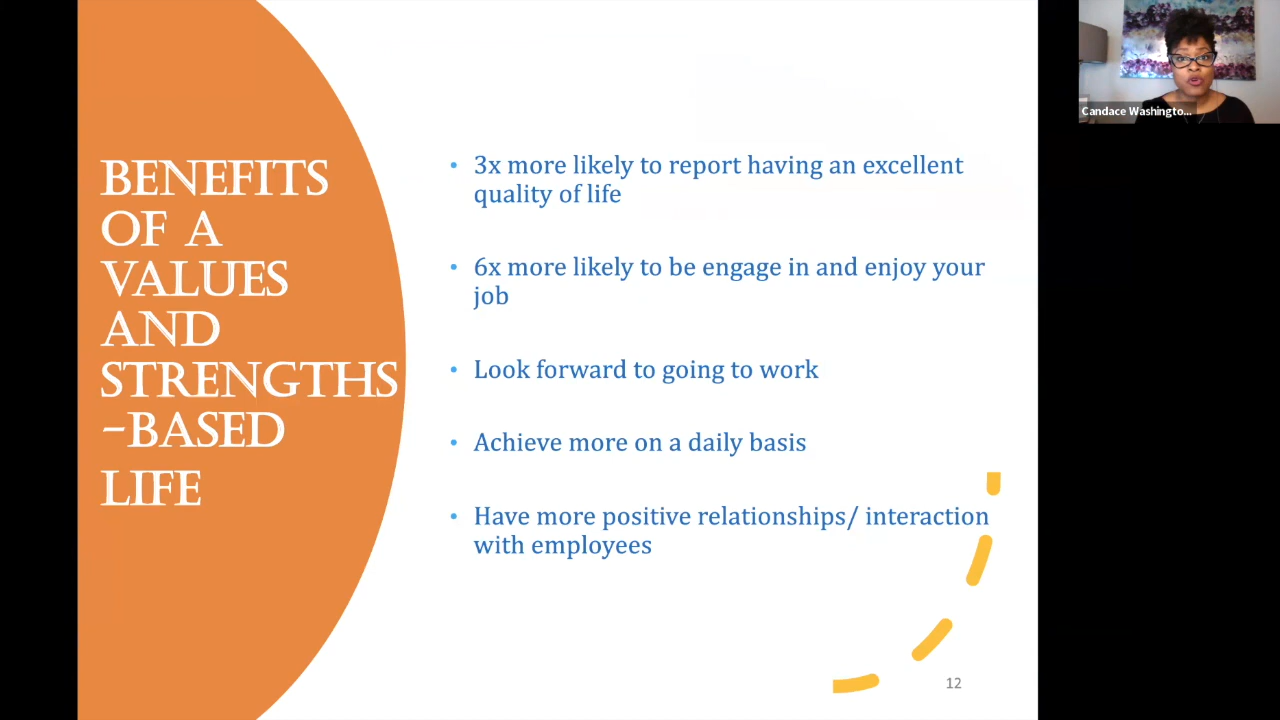 BENEFITS
OF A
VALUES
AND
STRENGTHS
-BASED
LIFE
• 3x more likely to report having an excellent
quality of life
• 6x more likely to be engage in and enjoy your
job
• Look forward to going to work
• Achieve more on a daily basis
• Have more positive relationships/ interaction
with employees
12
Candace Washingto...